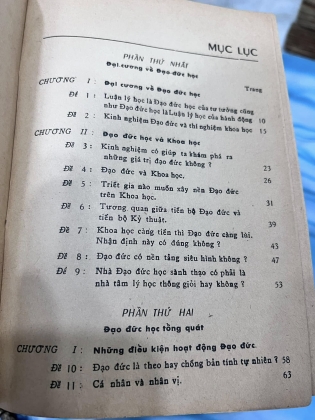 MỤC LỤC
PHẦN THỨ NHẤT
Đại cương về Đạo đức học
CHƯƠNG I : Đại cương về Đạo đức học Trang
Đề 1 : Luận lý học là Đạo đức học của tư tưởng cũng
như Đạo đức học là Luận lý học của hành động 10
Đề 2 : Kinh nghiệm Đạo đức và thí nghiệm khoa học 15
CHƯƠNG II : Đạo đức học và Khoa học
Đề 3 : Kinh nghiệm có giúp ta khám phá ra
những giá trị đạo đức không ? 23
Đề 4 : Đạo đức và Khoa học. 26
Đề 5 : Triết gia nào muốn xây nền Đạo đức
trên Khoa học. 31
Đề 6 : Tương quan giữa tiến bộ Đạo đức và
tiến bộ Kỹ thuật. 39
Đề 7 : Khoa học càng tiến thì Đạo đức càng lùi.
Nhận định này có đúng không ? 43
Đề 8 : Đạo đức có nền tảng siêu hình không ? 47
Đề 9 : Nhà Đạo đức học sành thạo có phải là
nhà tâm lý học thông giỏi hay không ? 53
PHẦN THỨ HAI
Đạo đức học tổng quát
CHƯƠNG I : Những điều kiện hoạt động Đạo đức.
Đề 10 : Đạo đức là theo hay chống bản tính tự nhiên ? 58
Đề 11 : Cá nhân và nhân vị. 63